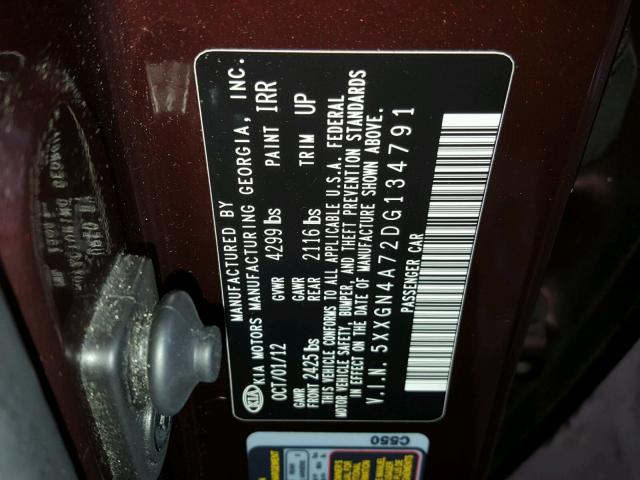 KIA
MANUFACTURED BY
KIA MOTORS MANUFACTURING GEORGIA, INC.
OCT/01/12 GVWR 4299 lbs PAINT IRR
GAWR FRONT 2425 lbs GAWR REAR 2116 lbs TRIM UP
THIS VEHICLE CONFORMS TO ALL APPLICABLE U.S.A. FEDERAL
MOTOR VEHICLE SAFETY, BUMPER, AND THEFT PREVENTION STANDARDS
IN EFFECT ON THE DATE OF MANUFACTURE SHOWN ABOVE.
V.I.N. 5XXGN4A72DG134791
PASSENGER CAR
C550